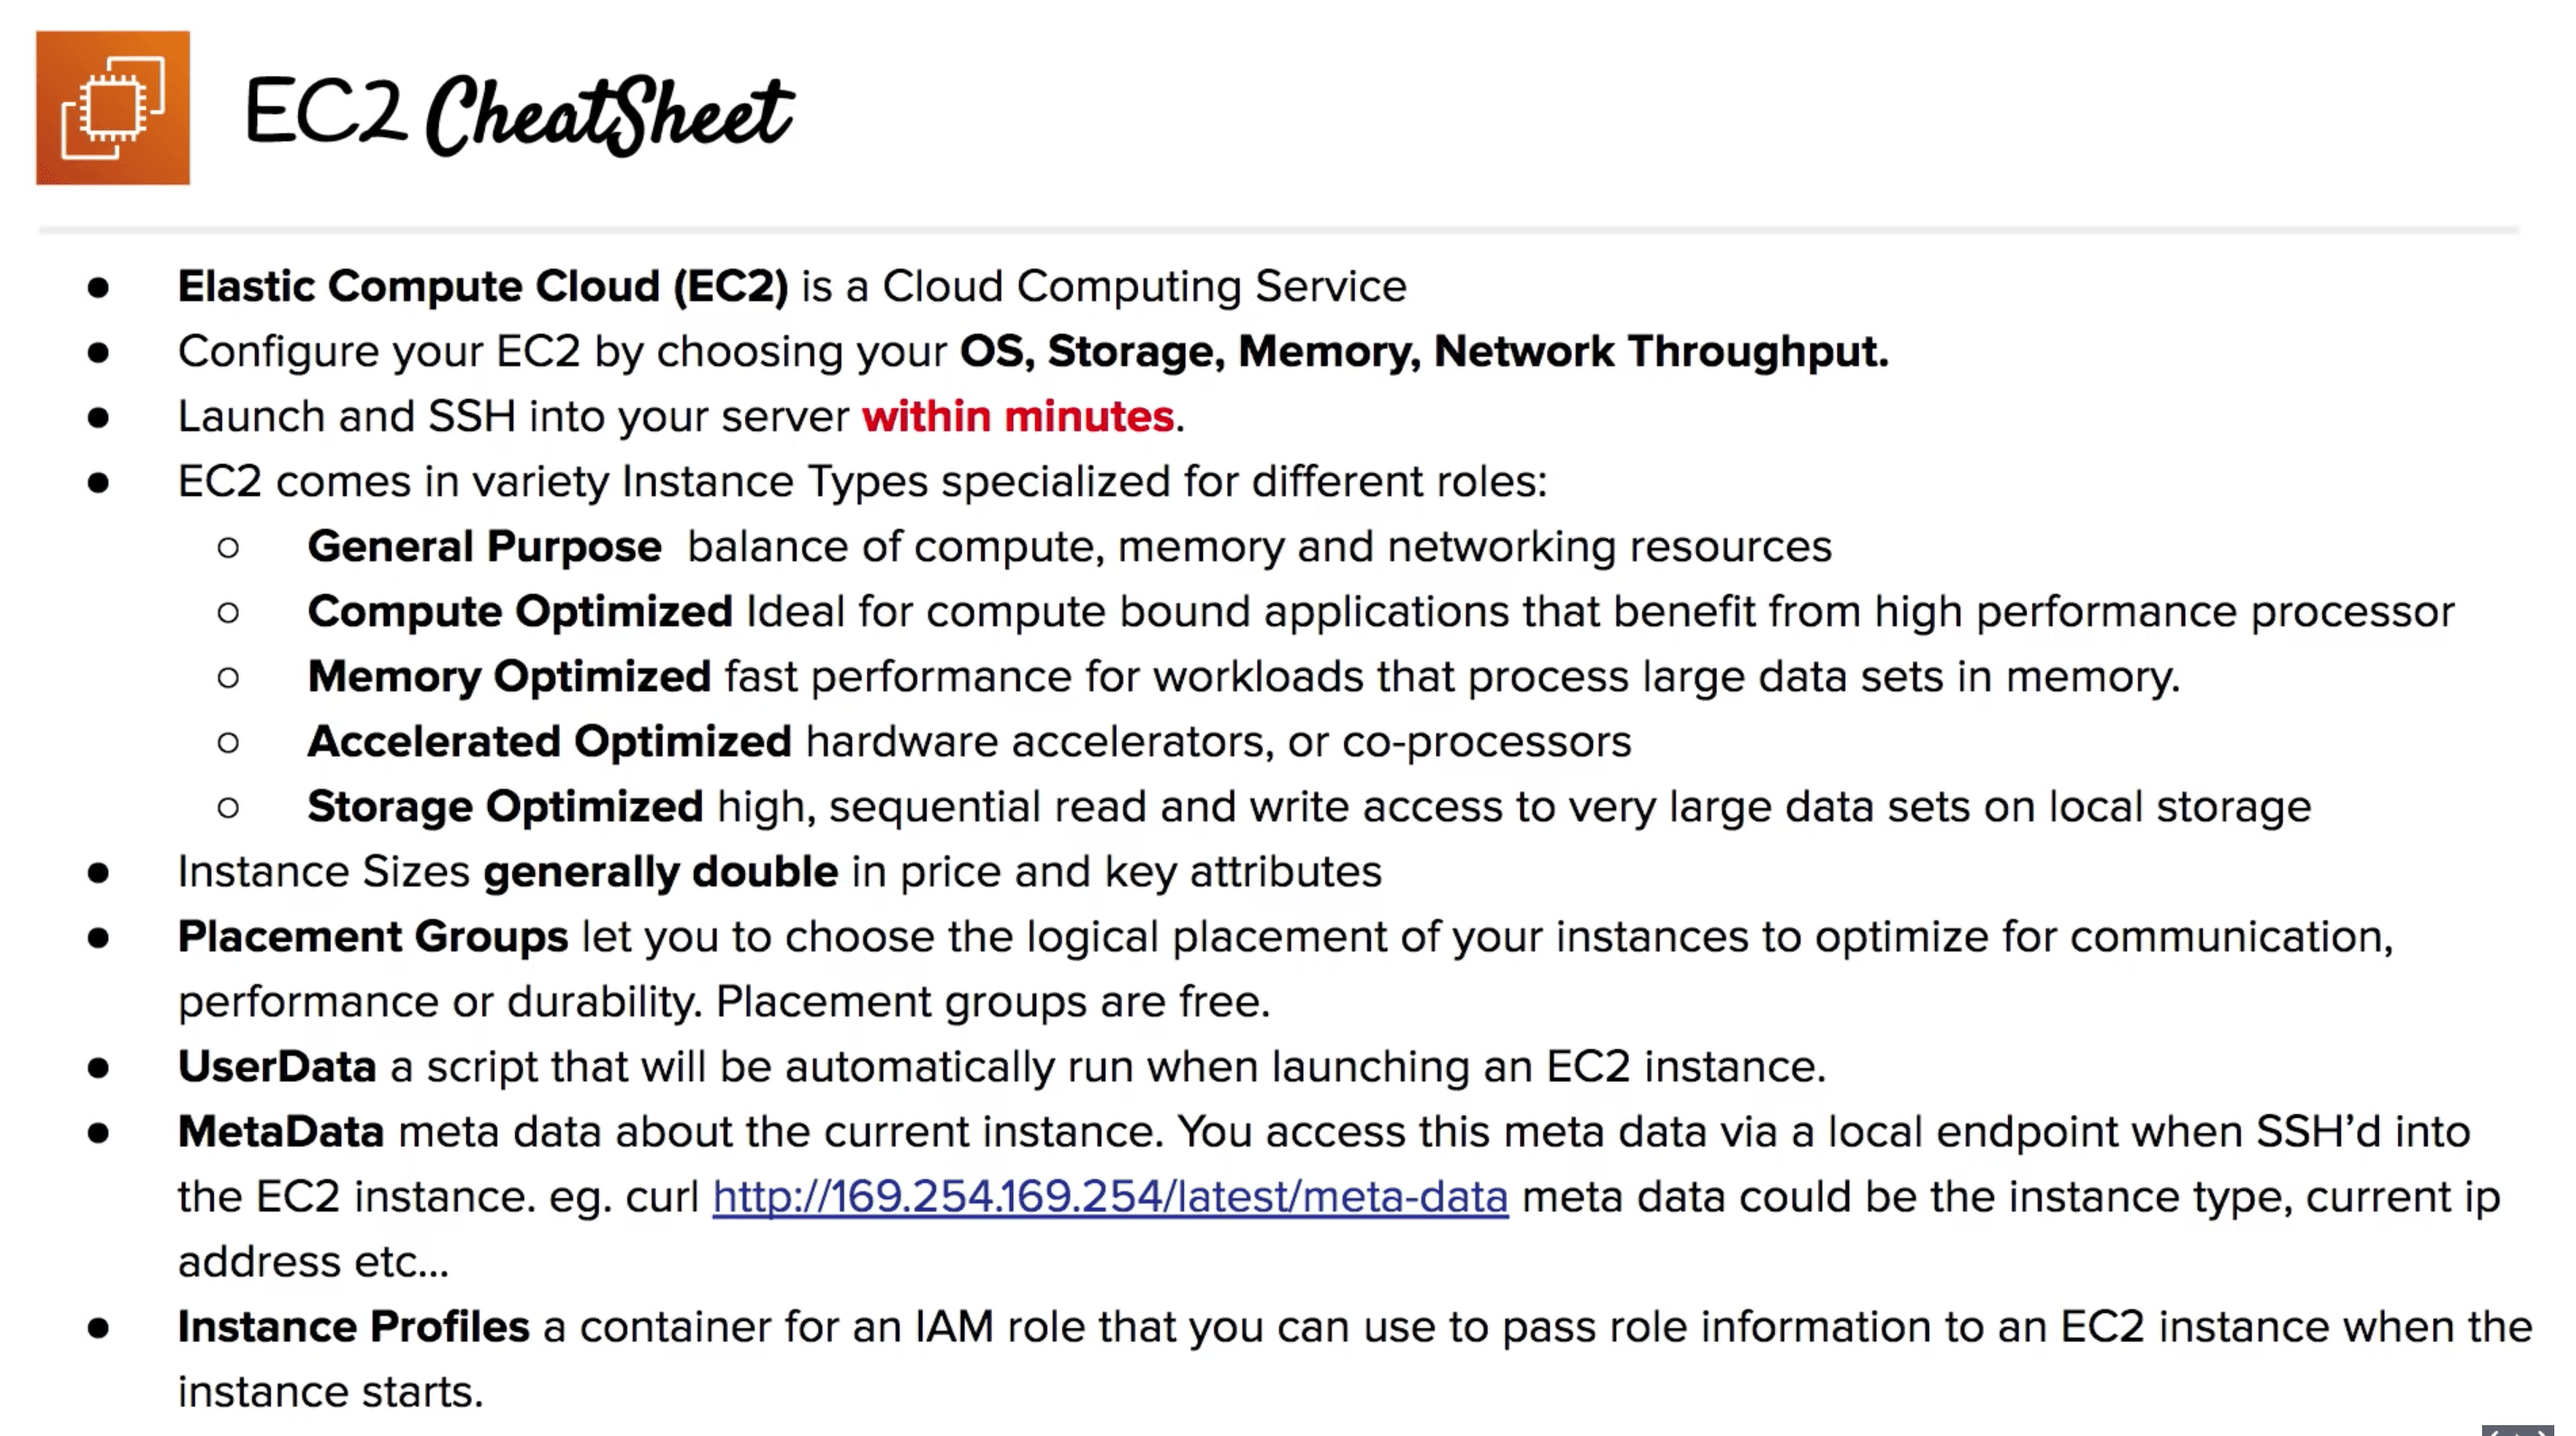 EC2 CheatSheet
● Elastic Compute Cloud (EC2) is a Cloud Computing Service
● Configure your EC2 by choosing your OS, Storage, Memory, Network Throughput.
● Launch and SSH into your server within minutes.
● EC2 comes in variety Instance Types specialized for different roles:
○ General Purpose balance of compute, memory and networking resources
○ Compute Optimized Ideal for compute bound applications that benefit from high performance processor
○ Memory Optimized fast performance for workloads that process large data sets in memory.
○ Accelerated Optimized hardware accelerators, or co-processors
○ Storage Optimized high, sequential read and write access to very large data sets on local storage
● Instance Sizes generally double in price and key attributes
● Placement Groups let you to choose the logical placement of your instances to optimize for communication,
performance or durability. Placement groups are free.
● UserData a script that will be automatically run when launching an EC2 instance.
● MetaData meta data about the current instance. You access this meta data via a local endpoint when SSH’d into
the EC2 instance. eg. curl http://169.254.169.254/latest/meta-data meta data could be the instance type, current ip
address etc...
● Instance Profiles a container for an IAM role that you can use to pass role information to an EC2 instance when the
instance starts.